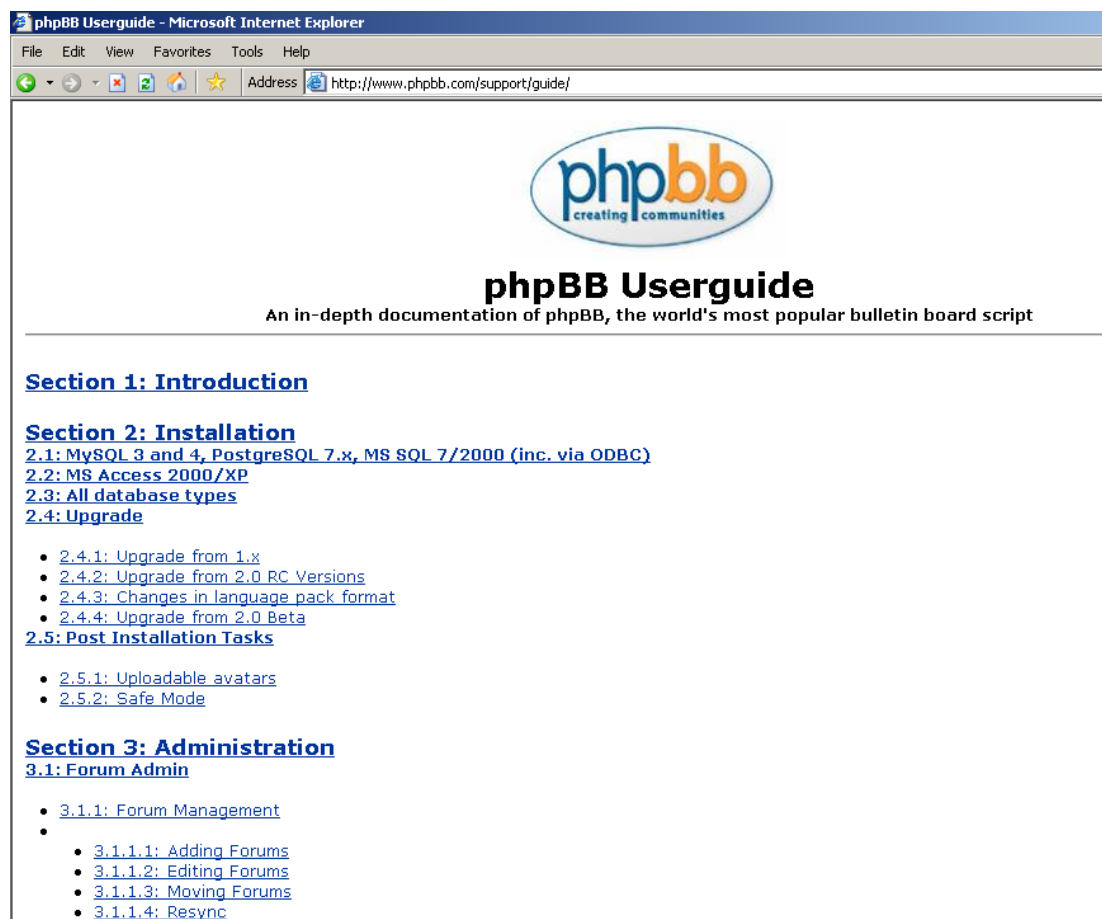 phpBB Userguide - Microsoft Internet Explorer
File Edit View Favorites Tools Help
Address http://www.phpbb.com/support/guide/
phpbb
creating communities
phpBB Userguide
An in-depth documentation of phpBB, the world's most popular bulletin board script
Section 1: Introduction
Section 2: Installation
2.1: MySQL 3 and 4, PostgreSQL 7.x, MS SQL 7/2000 (inc. via ODBC)
2.2: MS Access 2000/XP
2.3: All database types
2.4: Upgrade
2.4.1: Upgrade from 1.x
2.4.2: Upgrade from 2.0 RC Versions
2.4.3: Changes in language pack format
2.4.4: Upgrade from 2.0 Beta
2.5: Post Installation Tasks
2.5.1: Uploadable avatars
2.5.2: Safe Mode
Section 3: Administration
3.1: Forum Admin
3.1.1: Forum Management
3.1.1.1: Adding Forums
3.1.1.2: Editing Forums
3.1.1.3: Moving Forums
3.1.1.4: Resync